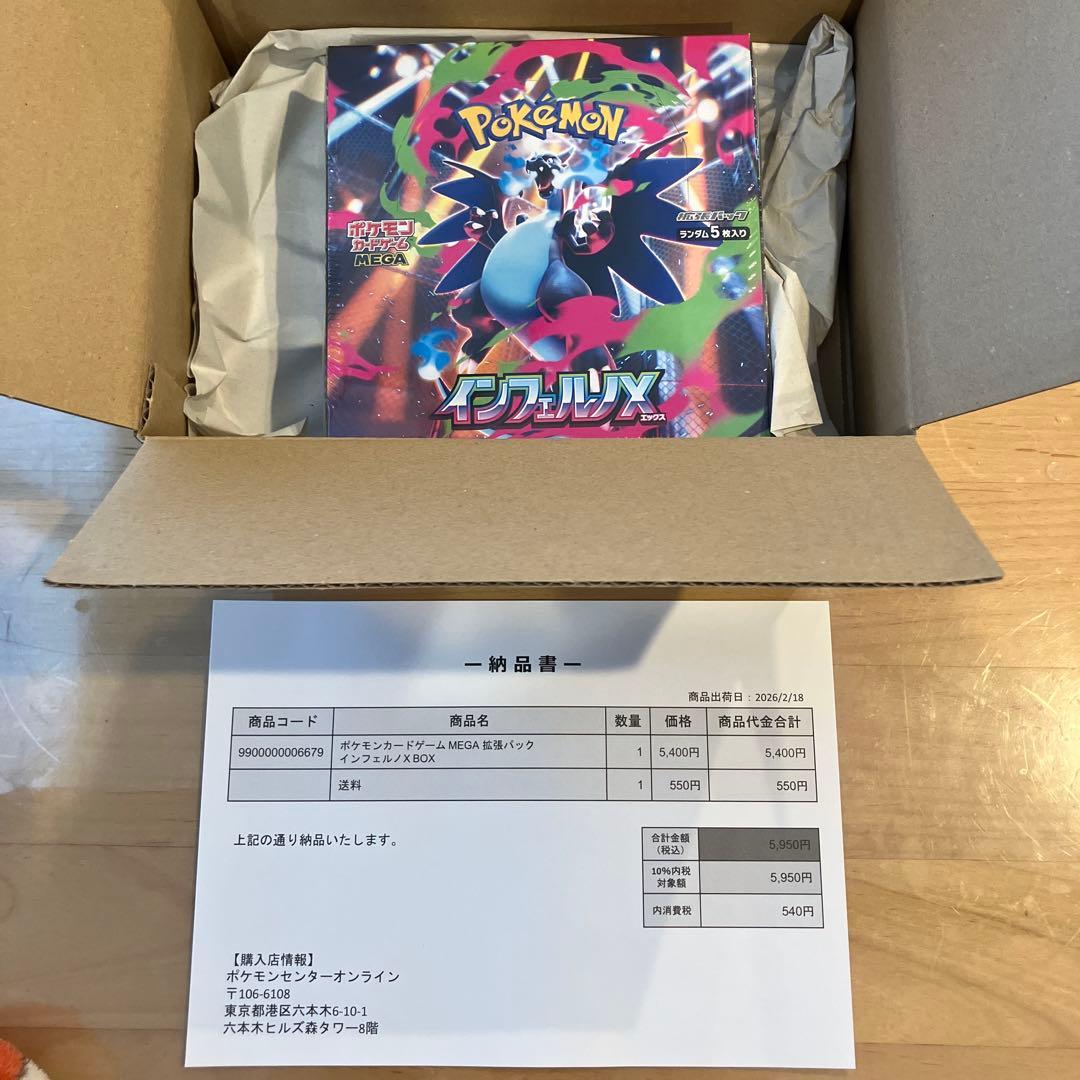 POKÉMON
拡張パック
ランダム5枚入り
ポケモン
カードゲーム
MEGA
インフェルノX
エックス
ー納品書ー
商品出荷日：2026/2/18
商品コード 商品名 数量 価格 商品代金合計
9900000006679 ポケモンカードゲーム MEGA 拡張パック 1 5,400円 5,400円
インフェルノX BOX
送料 1 550円 550円
上記の通り納品いたします。
合計金額
（税込） 5,950円
10%内税
対象額 5,950円
内消費税 540円
【購入店情報】
ポケモンセンターオンライン
〒106-6108
東京都港区六本木6-10-1
六本木ヒルズ森タワー8階